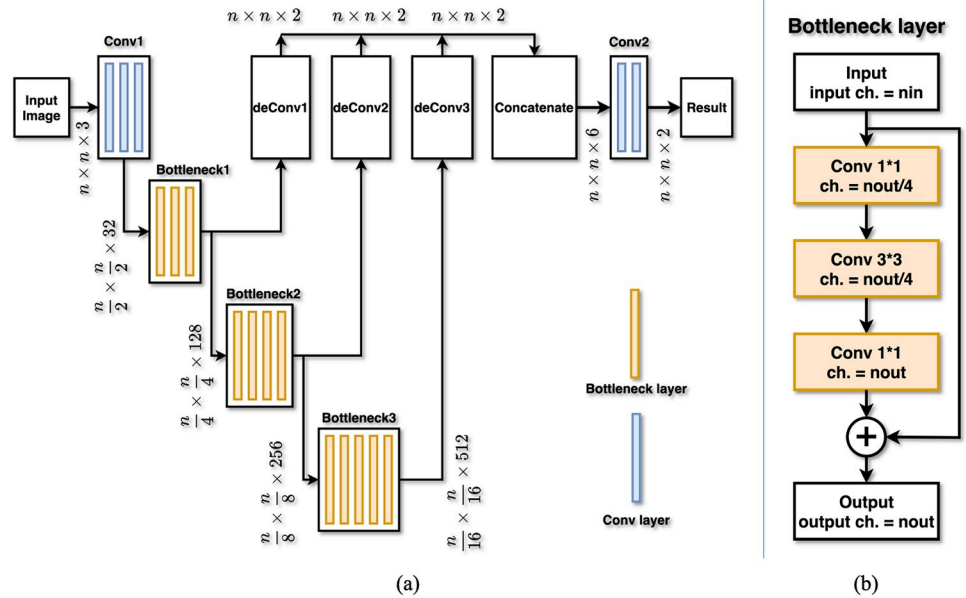 n × n × 2
n × n × 2
n × n × 2
Conv1
Conv2
Input
Image
deConv1
deConv2
deConv3
Concatenate
Result
n × n × 3
n × n × 6
n × n × 2
Bottleneck1
n/2 × n/2 × 32
Bottleneck2
n/4 × n/4 × 128
Bottleneck3
n/8 × n/8 × 256
n/16 × n/16 × 512
Bottleneck layer
Conv layer
(a)
Bottleneck layer
Input
input ch. = nin
Conv 1*1
ch. = nout/4
Conv 3*3
ch. = nout/4
Conv 1*1
ch. = nout
+
Output
output ch. = nout
(b)